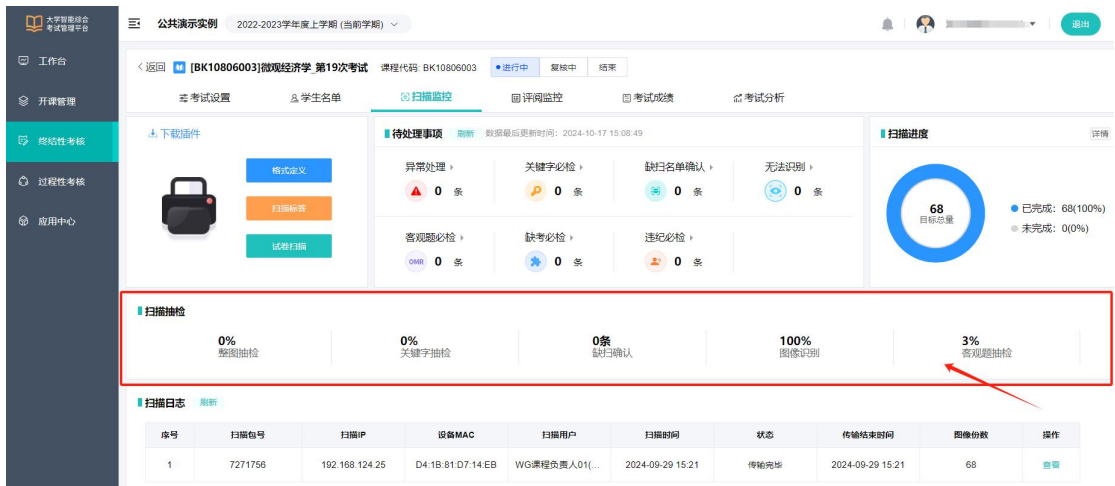 大学智能综合
考试管理平台
公共演示实例 2022-2023学年度上学期 (当前学期)
退出
工作台
开课管理
终结性考核
过程性考核
应用中心
返回 [BK10806003]微观经济学_第19次考试 课程代码: BK10806003 进行中 复核中 结束
考试设置 学生名单 扫描监控 评阅监控 考试成绩 考试分析
下载插件
格式定义
扫描标签
试卷扫描
待处理事项 刷新 数据最后更新时间: 2024-10-17 15:08:49
异常处理 关键字必检 缺扫名单确认 无法识别
0 条 0 条 0 条 0 条
客观题必检 缺考必检 违纪必检
OMR 0 条 0 条 0 条
扫描进度 详情
68
目标总量
已完成: 68(100%)
未完成: 0(0%)
扫描抽检
0% 0% 0条 100% 3%
整图抽检 关键字抽检 缺扫确认 图像识别 客观题抽检
扫描日志 刷新
序号 扫描包号 扫描IP 设备MAC 扫描用户 扫描时间 状态 传输结束时间 图像份数 操作
1 7271756 192.168.124.25 D4:1B:81:D7:14:EB WG课程负责人01(... 2024-09-29 15:21 传输完毕 2024-09-29 15:21 68 查看